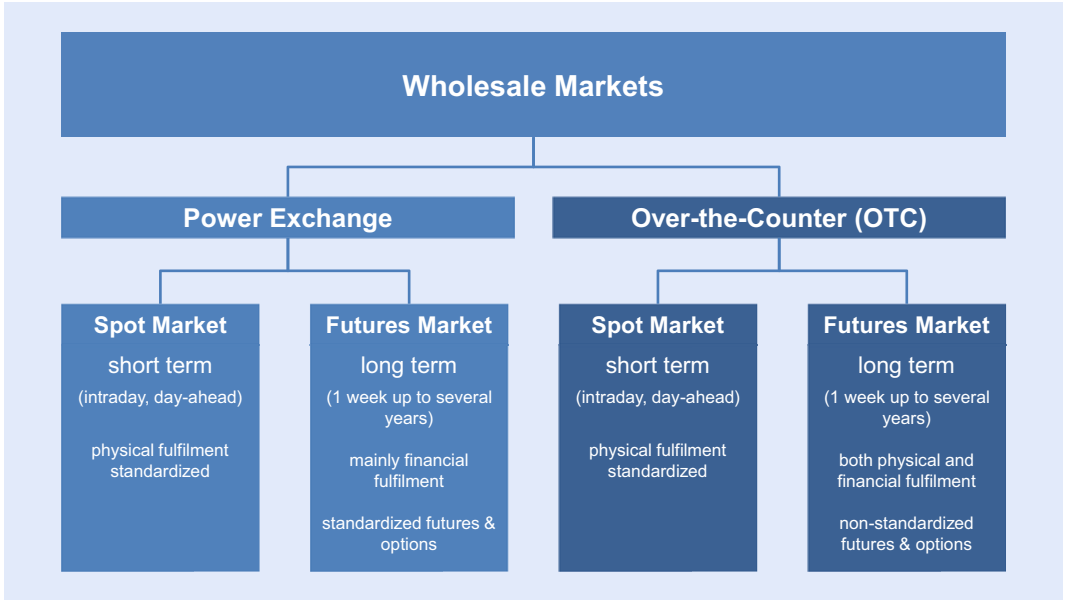 Wholesale Markets
Power Exchange
Over-the-Counter (OTC)
Spot Market
short term
(intraday, day-ahead)
physical fulfilment
standardized
Futures Market
long term
(1 week up to several
years)
mainly financial
fulfilment
standardized futures &
options
Spot Market
short term
(intraday, day-ahead)
physical fulfilment
standardized
Futures Market
long term
(1 week up to several
years)
both physical and
financial fulfilment
non-standardized
futures & options